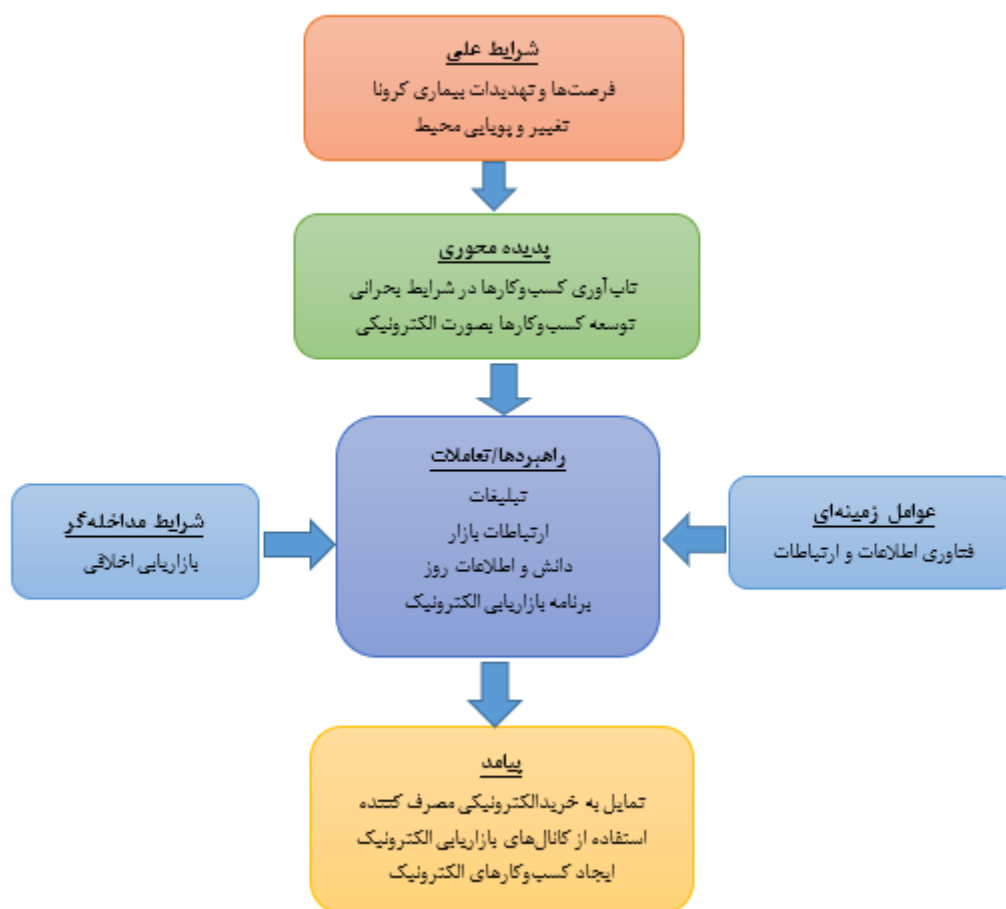 شرایط علی
فرصت‌ها و تهدیدات بیماری کرونا
تغییر و پویایی محیط
پدیده محوری
تاب‌آوری کسب‌وکارها در شرایط بحرانی
توسعه کسب‌وکارها بصورت الکترونیکی
راهبردها/تعاملات
تبلیغات
ارتباطات بازار
دانش و اطلاعات روز
برنامه بازاریابی الکترونیک
عوامل زمینه‌ای
فناوری اطلاعات و ارتباطات
شرایط مداخله‌گر
بازاریابی اخلاقی
پیامد
تمایل به خریدالکترونیکی مصرف کننده
استفاده از کانال‌های بازاریابی الکترونیک
ایجاد کسب‌وکارهای الکترونیک